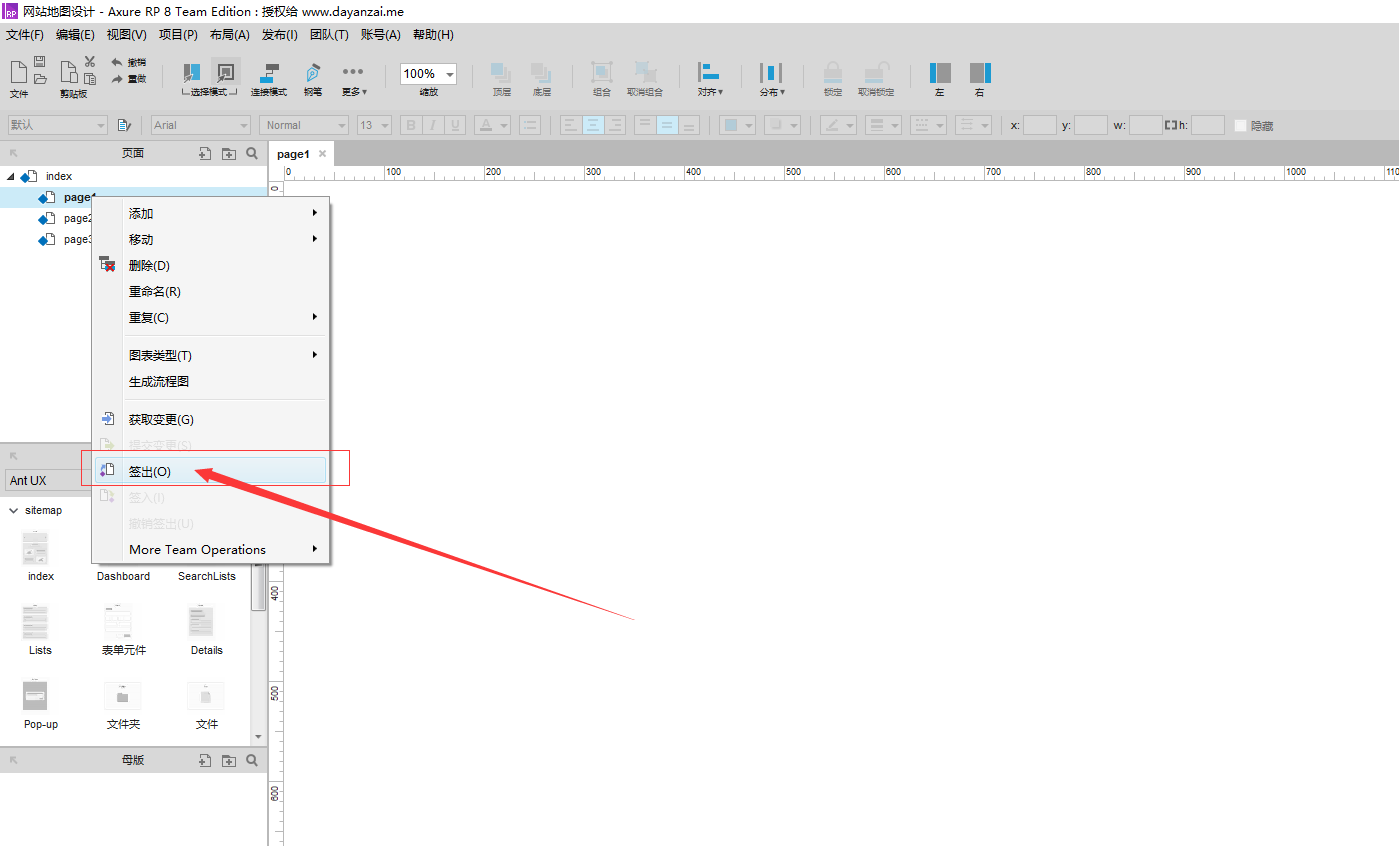 网站地图设计 - Axure RP 8 Team Edition : 授权给 www.dayanzai.me
文件(F) 编辑(E) 视图(V) 项目(P) 布局(A) 发布(I) 团队(T) 账号(A) 帮助(H)
撤销
重做
100%
文件 剪贴板 选择模式 连接模式 钢笔 更多▾ 缩放 顶层 底层 组合 取消组合 对齐▾ 分布▾ 锁定 取消锁定 左 右
默认 Arial Normal 13 B I U A x: y: w: h: 隐藏
页面
page1
index
0 100 200 300 400 500 600 700 800 900 1000 110
0
page1
page2
page3
添加
移动
删除(D)
重命名(R)
重复(C)
图表类型(T)
生成流程图
获取变更(G)
提交变更(S)
签出(O)
签入(I)
撤销签出(U)
More Team Operations
Ant UX
sitemap
index Dashboard SearchLists
400
Lists 表单元件 Details
500
Pop-up 文件夹 文件
母版
600